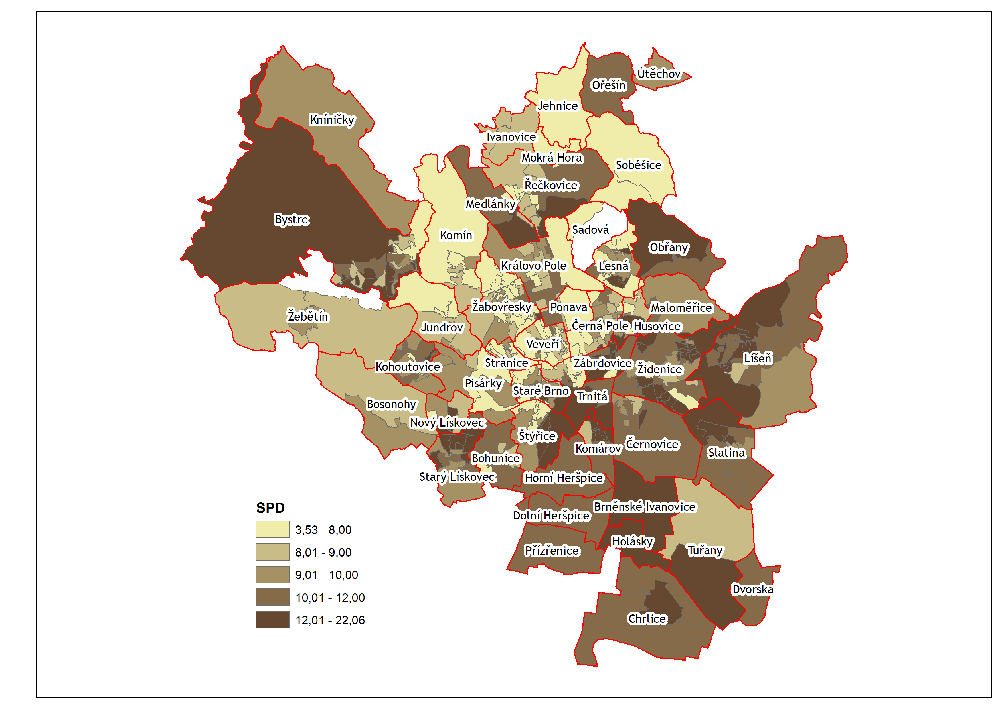 Útěchov
Ořešín
Jehnice
Kníničky
Ivanovice
Mokrá Hora
Soběšice
Řečkovice
Medlánky
Bystrc
Sadová
Komín
Obřany
Královo Pole
Lesná
Žabovřesky
Ponava
Maloměřice
Žebětín
Jundrov
Černá Pole
Husovice
Veveří
Líšeň
Stránice
Zábrdovice
Kohoutovice
Židenice
Pisárky
Staré Brno
Trnitá
Bosonohy
Nový Lískovec
Štýřice
Komárov
Černovice
Slatina
Bohunice
Starý Lískovec
Horní Heršpice
Brněnské Ivanovice
Dolní Heršpice
Holásky
Přízřenice
Tuřany
Dvorska
Chrlice
SPD
3,53 - 8,00
8,01 - 9,00
9,01 - 10,00
10,01 - 12,00
12,01 - 22,06